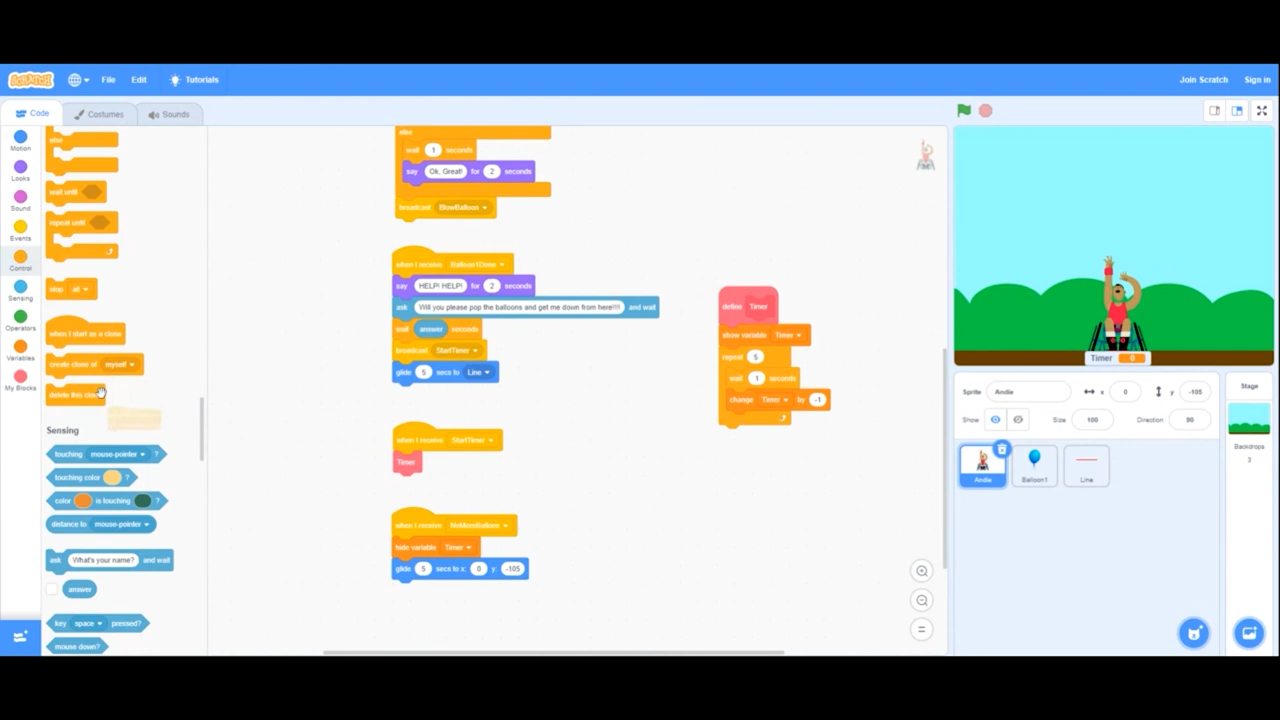 SCRATCH File Edit Tutorials Join Scratch Sign in
Code Costumes Sounds
Motion
Looks
Sound
Events
Control
Sensing
Operators
Variables
My Blocks
else
wait until
repeat until
stop all
when I start as a clone
create clone of myself
delete this clone
Sensing
touching mouse-pointer ?
touching color ?
color is touching ?
distance to mouse-pointer
ask What's your name? and wait
answer
key space pressed?
mouse down?
else
wait 1 seconds
say Ok, Great! for 2 seconds
broadcast BlowBalloon
when I receive Balloon1Done
say HELP! HELP! for 2 seconds
ask Will you please pop the balloons and get me down from here!!!! and wait
wait answer seconds
broadcast StartTimer
glide 5 secs to Line
when I receive StartTimer
Timer
when I receive
hide variable Timer
glide 5 secs to x: 0 y: -105
define Timer
show variable Timer
repeat 5
wait 1 seconds
change Timer by -1
Timer 0
Sprite Andie x 0 y -105
Show Size 100 Direction 90
Andie Balloon1 Line
Stage
Backdrops
3